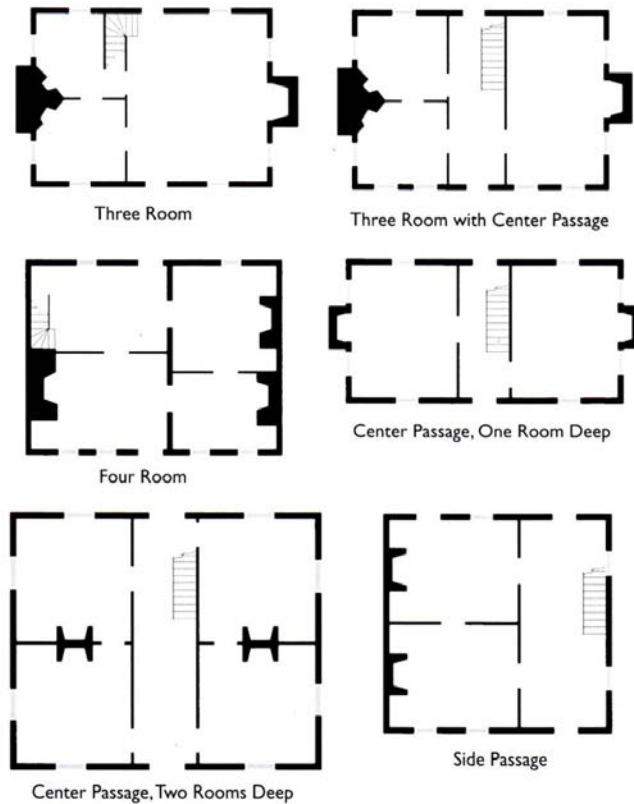 Three Room
Three Room with Center Passage
Four Room
Center Passage, One Room Deep
Center Passage, Two Rooms Deep
Side Passage